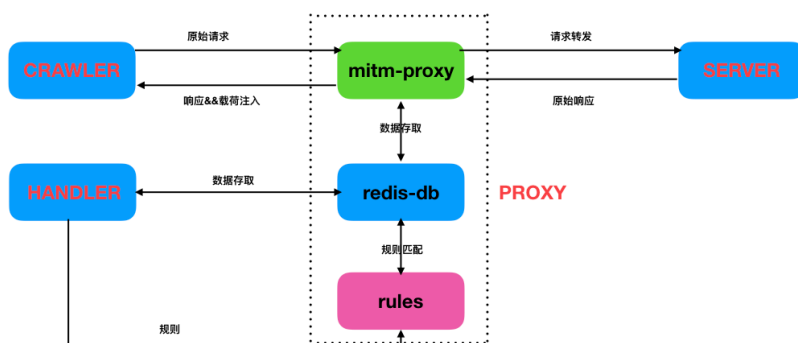 原始请求
请求转发
CRAWLER
mitm-proxy
SERVER
响应&&载荷注入
原始响应
数据存取
数据存取
HANDLER
redis-db
PROXY
规则匹配
rules
规则